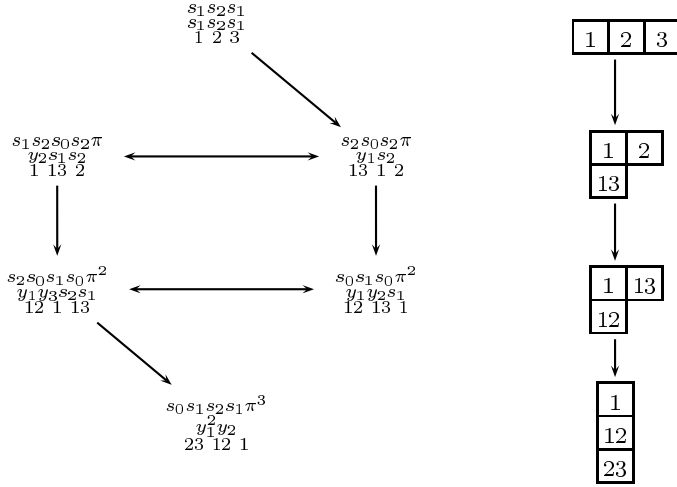 s₁s₂s₁
s₁s₂s₁
1 2 3
1 2 3
s₁s₂s₀s₂π
y₂s₁s₂
1 13 2
s₂s₀s₂π
y₁s₂
13 1 2
1 2
13
s₂s₀s₁s₀π²
y₁y₃s₂s₁
12 1 13
s₀s₁s₀π²
y₁y₂s₁
12 13 1
1 13
12
s₀s₁s₂s₁π³
y₁²y₂
23 12 1
1
12
23